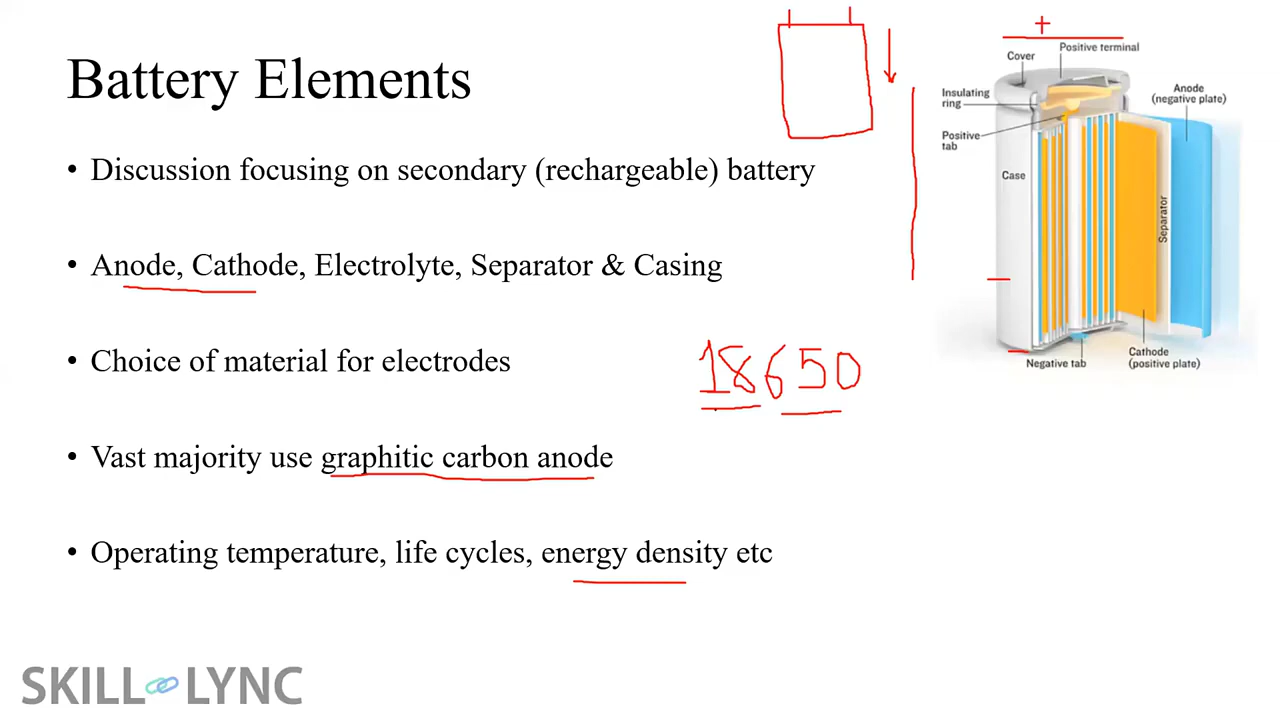 Battery Elements
• Discussion focusing on secondary (rechargeable) battery
• Anode, Cathode, Electrolyte, Separator & Casing
• Choice of material for electrodes
• Vast majority use graphitic carbon anode
• Operating temperature, life cycles, energy density etc
18650
+
Positive terminal
Cover
Insulating
ring
Anode
(negative plate)
Positive
tab
Case
Separator
Negative tab
Cathode
(positive plate)
SKILL LYNC